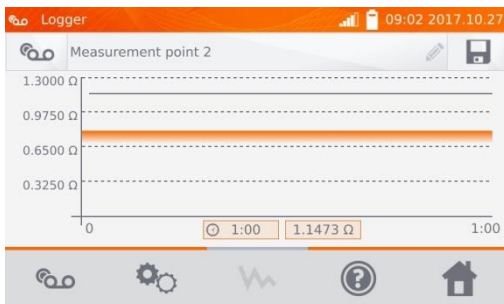 Logger 09:02 2017.10.27
Measurement point 2
1.3000 Ω
0.9750 Ω
0.6500 Ω
0.3250 Ω
0 1:00 1.1473 Ω 1:00